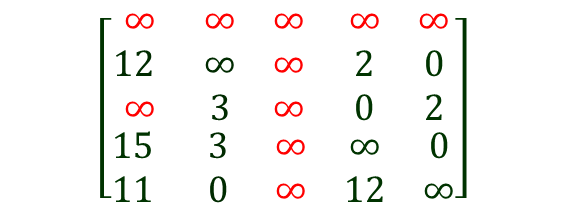 ∞ ∞ ∞ ∞ ∞
12 ∞ ∞ 2 0
∞ 3 ∞ 0 2
15 3 ∞ ∞ 0
11 0 ∞ 12 ∞